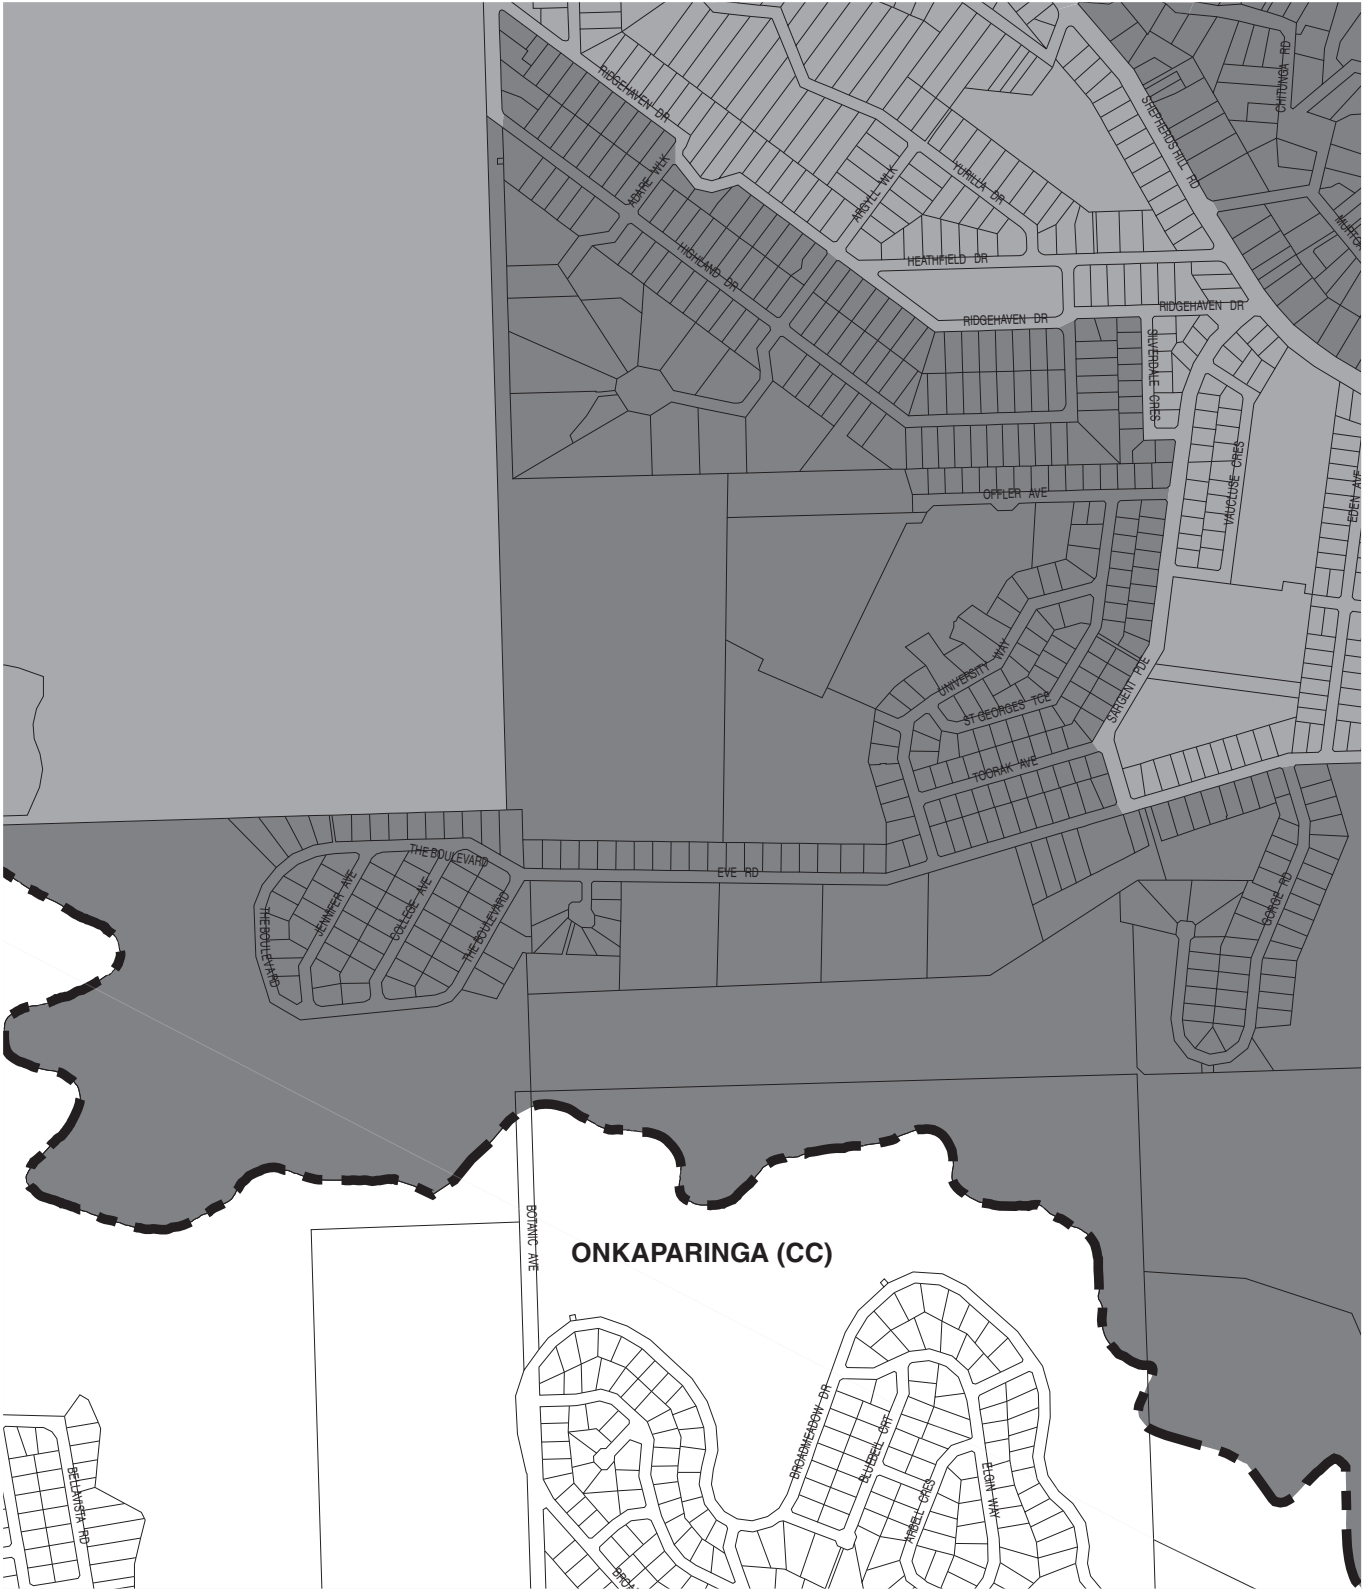 CHITUNGA RD
RIDGEHAVEN DR
SHEPHERDS HILL RD
ADARE WLK
ARGYLL WLK
YURILLA DR
HIGHLAND DR
HEATHFIELD DR
RIDGEHAVEN DR
RIDGEHAVEN DR
SILVERDALE CRES
VAUCLUSE CRES
EDEN AVE
OFFLER AVE
UNIVERSITY WAY
ST GEORGES TCE
SARGENT PDE
TOORAK AVE
THE BOULEVARD
EVE RD
JENNIFER AVE
COLLEGE AVE
THE BOULEVARD
THE BOULEVARD
GORGE RD
BOTANIC AVE
ONKAPARINGA (CC)
BROADMEADOW DR
BLUEBELL CRT
ARBELL CRES
ELGIN WAY
BELLAVISTA RD